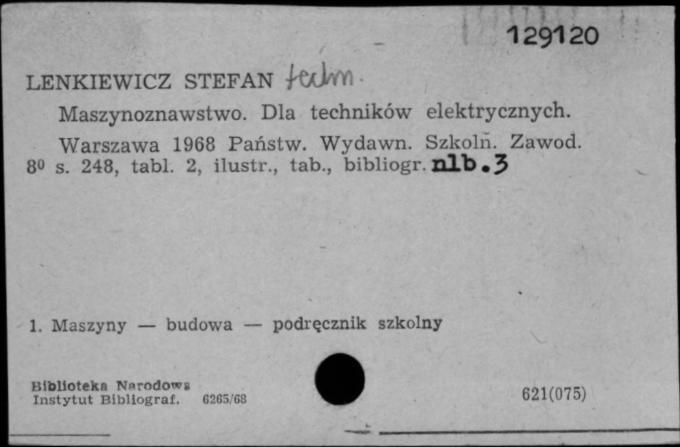 129120
LENKIEWICZ STEFAN techn.
Maszynoznawstwo. Dla techników elektrycznych.
Warszawa 1968 Państw. Wydawn. Szkoln. Zawod.
8⁰ s. 248, tabl. 2, ilustr., tab., bibliogr. nlb.3
1. Maszyny — budowa — podręcznik szkolny
Biblioteka Narodowa
Instytut Bibliograf. 6265/68
621(075)